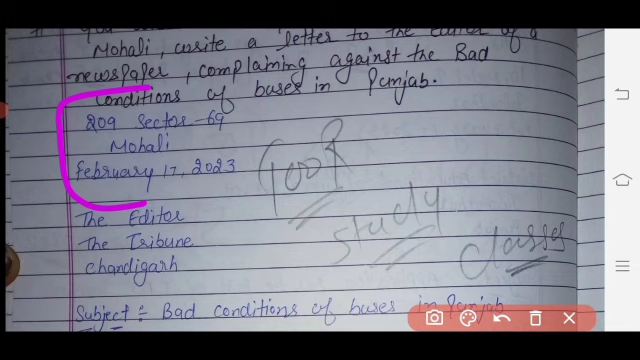 Mohali, write a letter to the editor of a
newspaper, complaining against the Bad
conditions of buses in Punjab.
209 Sector-69
Mohali
February 17, 2023
The Editor
The Tribune
Chandigarh
study
classes
Subject :- Bad conditions of buses in Punjab